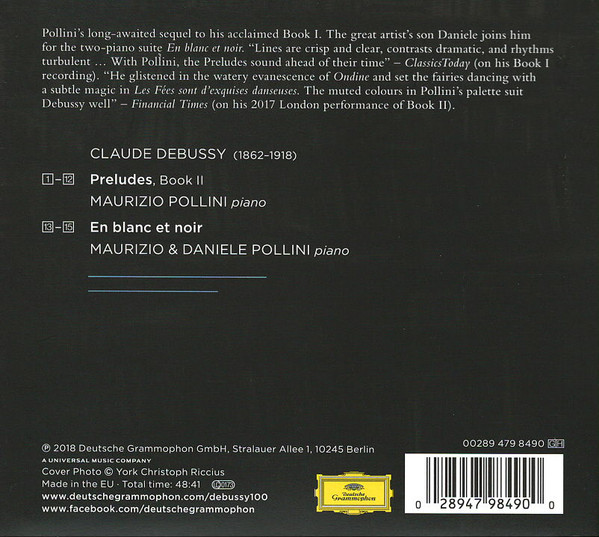 Pollini's long-awaited sequel to his acclaimed Book I. The great artist's son Daniele joins him
for the two-piano suite En blanc et noir. “Lines are crisp and clear, contrasts dramatic, and rhythms
turbulent … With Pollini, the Preludes sound ahead of their time” – ClassicsToday (on his Book I
recording). “He glistened in the watery evanescence of Ondine and set the fairies dancing with
a subtle magic in Les Fées sont d'exquises danseuses. The muted colours in Pollini's palette suit
Debussy well” – Financial Times (on his 2017 London performance of Book II).
CLAUDE DEBUSSY (1862–1918)
1–12 Preludes, Book II
MAURIZIO POLLINI piano
13–15 En blanc et noir
MAURIZIO & DANIELE POLLINI piano
℗ 2018 Deutsche Grammophon GmbH, Stralauer Allee 1, 10245 Berlin
A UNIVERSAL MUSIC COMPANY
Cover Photo © York Christoph Riccius
Made in the EU · Total time: 48:41
www.deutschegrammophon.com/debussy100
www.facebook.com/deutschegrammophon
Deutsche
Grammophon
00289 479 8490 GH
0 28947 98490 0